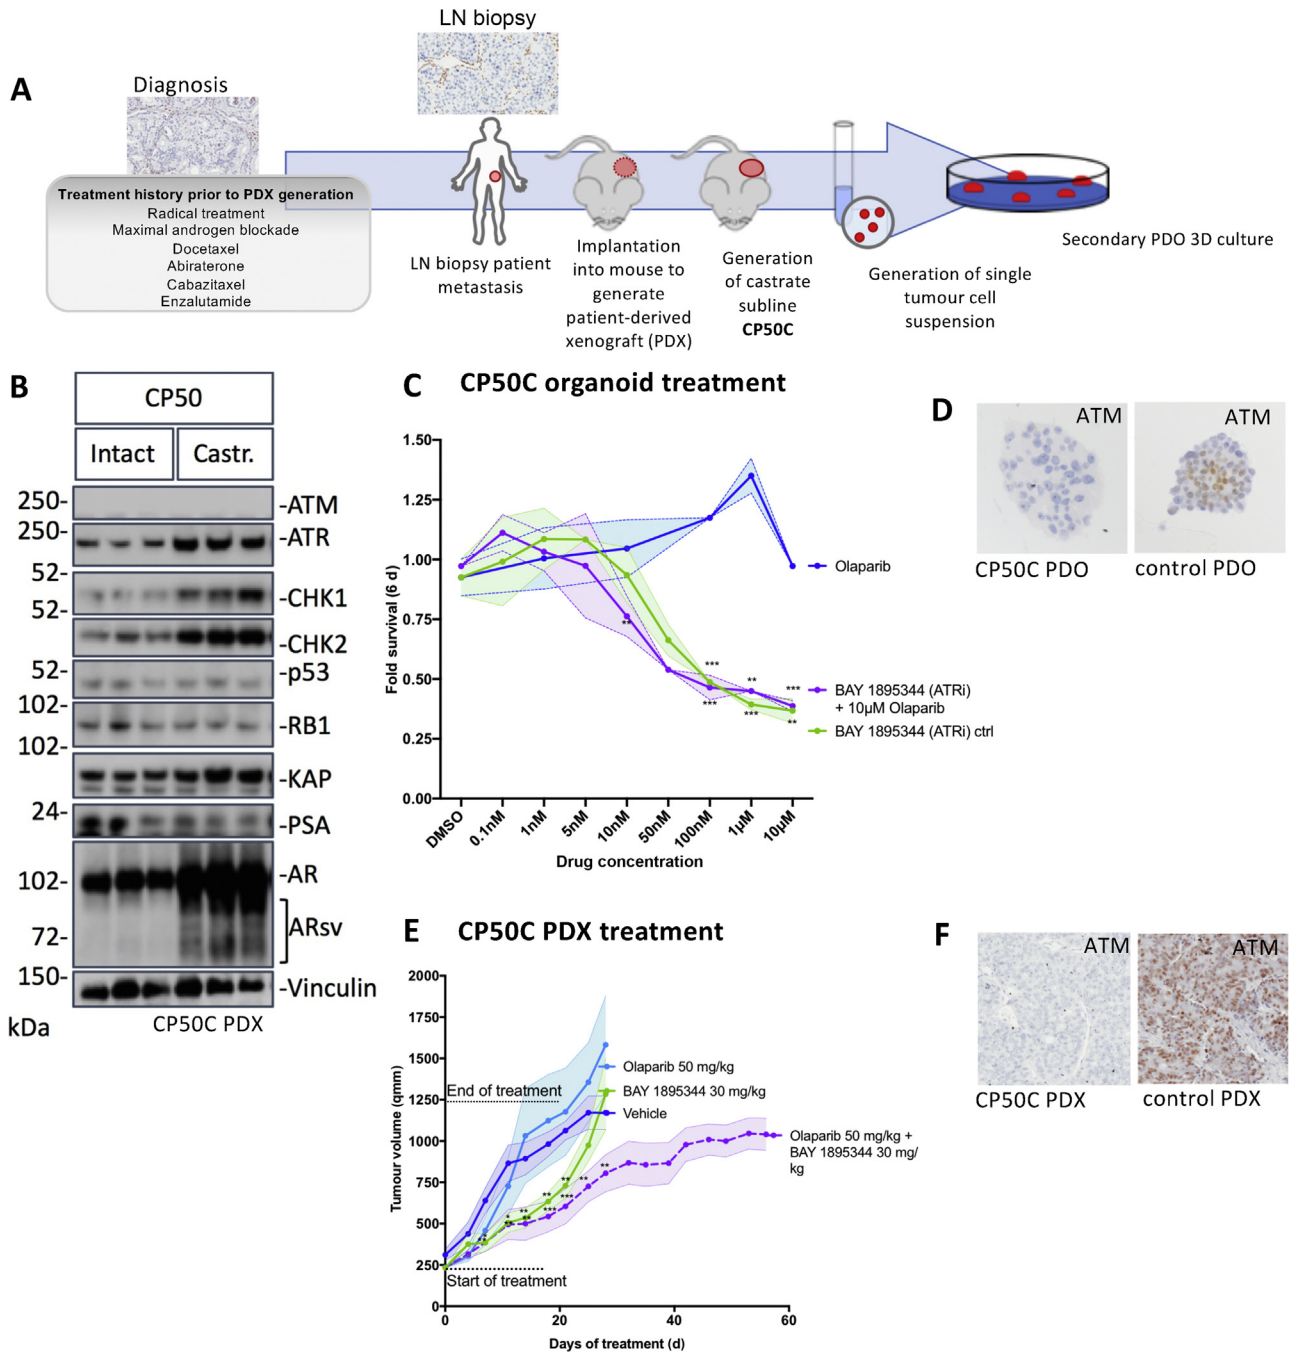 LN biopsy
A
Diagnosis
Treatment history prior to PDX generation
Radical treatment
Maximal androgen blockade
Docetaxel
Abiraterone
Cabazitaxel
Enzalutamide
LN biopsy patient
metastasis
Implantation
into mouse to
generate
patient-derived
xenograft (PDX)
Generation
of castrate
subline
CP50C
Generation of single
tumour cell
suspension
Secondary PDO 3D culture
B
CP50
Intact
Castr.
250-
-ATM
250-
-ATR
52-
-CHK1
52-
-CHK2
52-
-p53
102-
-RB1
102-
-KAP
24-
-PSA
102-
-AR
ARsv
72-
150-
-Vinculin
kDa
CP50C PDX
C
CP50C organoid treatment
Fold survival (6 d)
1.50
1.25
1.00
0.75
0.50
0.25
0.00
**
***
***
**
***
***
**
DMSO
0.1nM
1nM
5nM
10nM
50nM
100nM
1µM
10µM
Drug concentration
Olaparib
BAY 1895344 (ATRi)
+ 10µM Olaparib
BAY 1895344 (ATRi) ctrl
D
ATM
CP50C PDO
ATM
control PDO
E
CP50C PDX treatment
Tumour volume (qmm)
2000
1750
1500
1250
1000
750
500
250
0
End of treatment
Start of treatment
**
*
**
**
**
**
***
**
***
**
**
0
20
40
60
Days of treatment (d)
Olaparib 50 mg/kg
BAY 1895344 30 mg/kg
Vehicle
Olaparib 50 mg/kg +
BAY 1895344 30 mg/
kg
F
ATM
CP50C PDX
ATM
control PDX